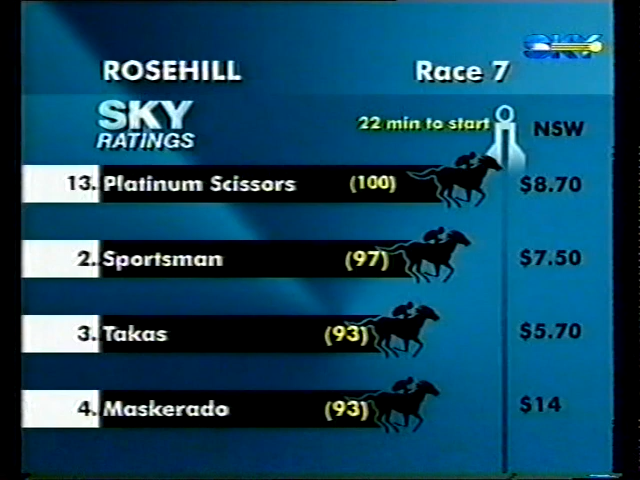 SKY
ROSEHILL Race 7
SKY
RATINGS
22 min to start NSW
13. Platinum Scissors (100) $8.70
2. Sportsman (97) $7.50
3. Takas (93) $5.70
4. Maskerado (93) $14